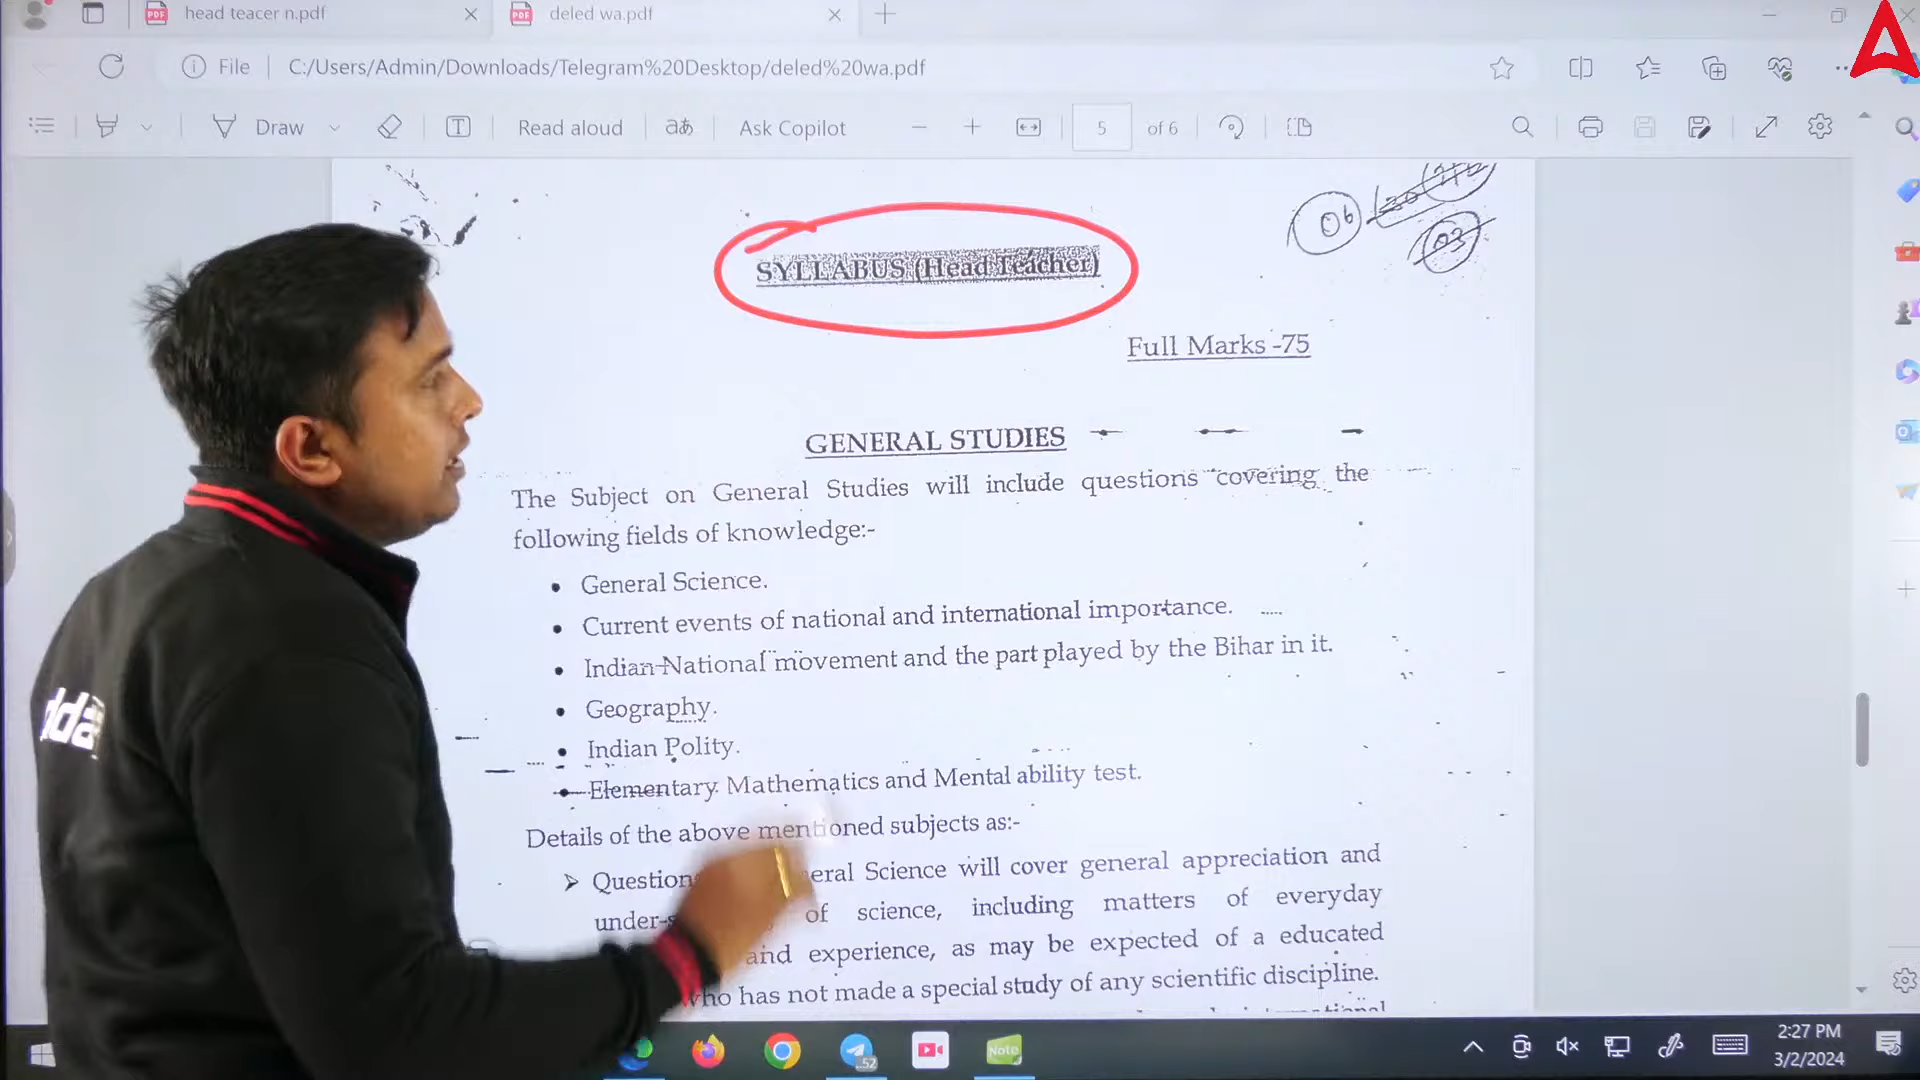 head teacer n.pdf
deled wa.pdf
File
C:/Users/Admin/Downloads/Telegram%20Desktop/deled%20wa.pdf
Draw
Read aloud
Ask Copilot
5
of 6
06
03
SYLLABUS (Head Teacher)
Full Marks -75
GENERAL STUDIES
The Subject on General Studies will include questions covering the
following fields of knowledge:-
• General Science.
• Current events of national and international importance.
• Indian National movement and the part played by the Bihar in it.
• Geography.
• Indian Polity.
• Elementary Mathematics and Mental ability test.
Details of the above mentioned subjects as:-
➢ Question eral Science will cover general appreciation and
under- of science, including matters of everyday
and experience, as may be expected of a educated
who has not made a special study of any scientific discipline.
dda
52
Note
2:27 PM
3/2/2024